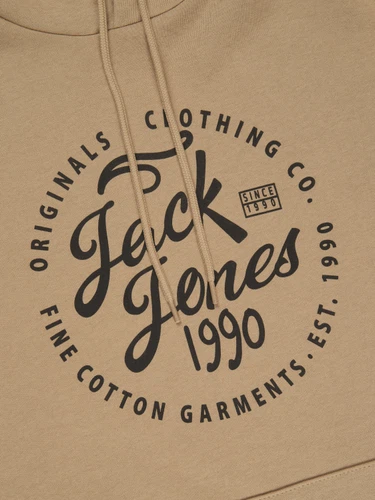 ORIGINALS CLOTHING CO.
Jack
SINCE
1990
Jones
1990
FINE COTTON GARMENTS. EST. 1990